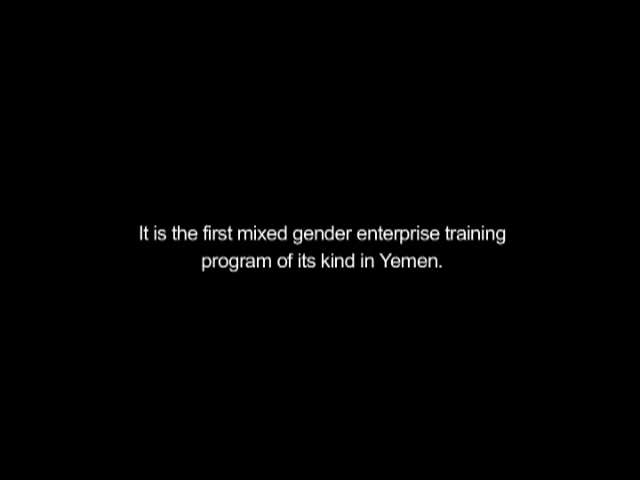 It is the first mixed gender enterprise training
program of its kind in Yemen.